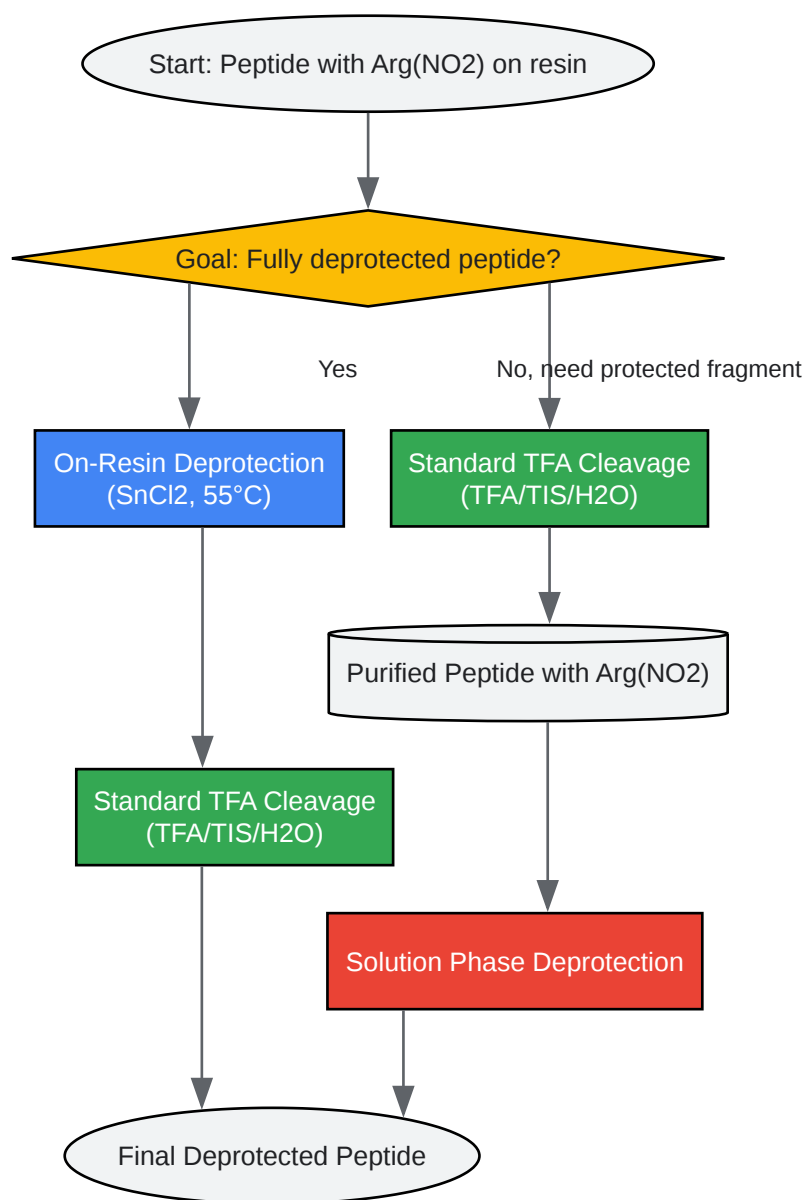 Start: Peptide with Arg(NO2) on resin
Goal: Fully deprotected peptide?
Yes
No, need protected fragment
On-Resin Deprotection
(SnCl2, 55°C)
Standard TFA Cleavage
(TFA/TIS/H2O)
Purified Peptide with Arg(NO2)
Standard TFA Cleavage
(TFA/TIS/H2O)
Solution Phase Deprotection
Final Deprotected Peptide